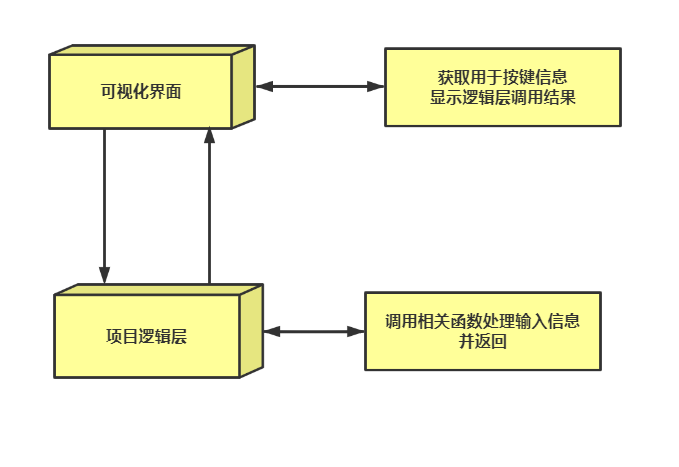 可视化界面
获取用于按键信息
显示逻辑层调用结果
项目逻辑层
调用相关函数处理输入信息
并返回